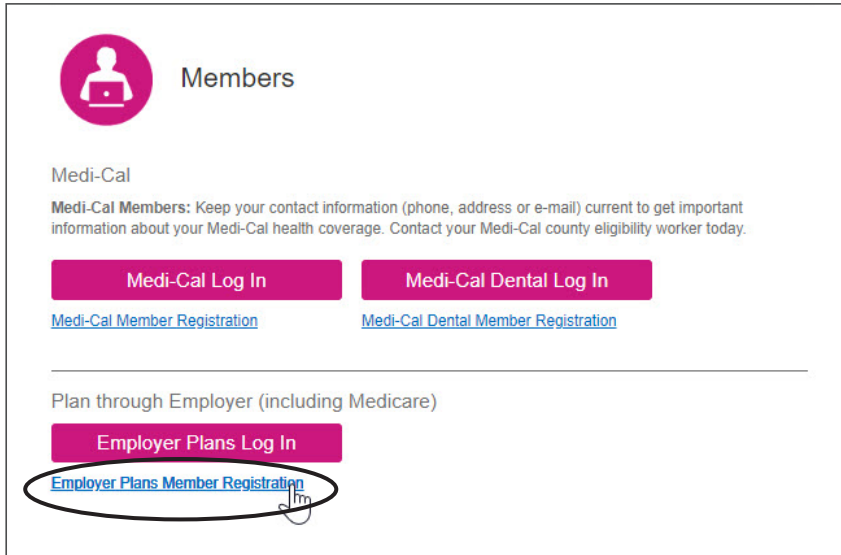 Members
Medi-Cal
Medi-Cal Members: Keep your contact information (phone, address or e-mail) current to get important
information about your Medi-Cal health coverage. Contact your Medi-Cal county eligibility worker today.
Medi-Cal Log In
Medi-Cal Dental Log In
Medi-Cal Member Registration
Medi-Cal Dental Member Registration
Plan through Employer (including Medicare)
Employer Plans Log In
Employer Plans Member Registration